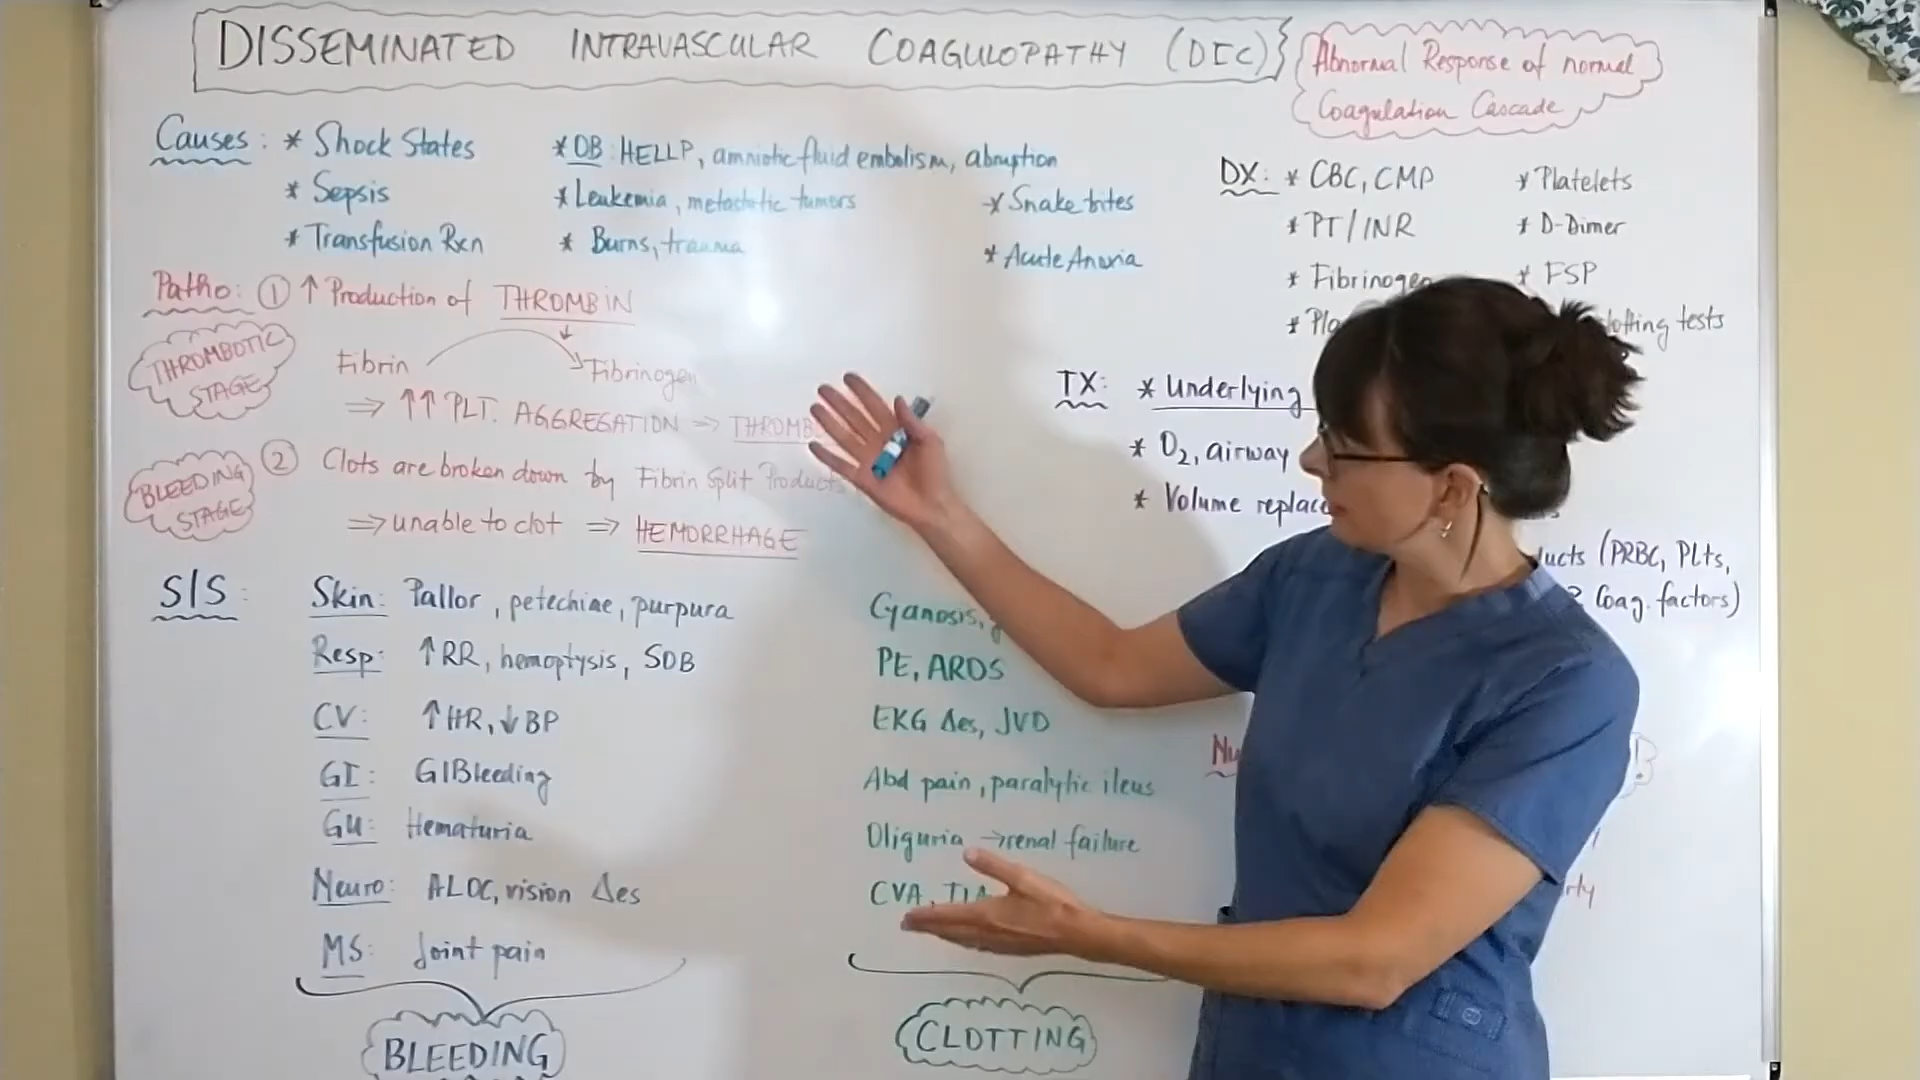 DISSEMINATED INTRAVASCULAR COAGULOPATHY (DIC)
Abnormal Response of normal
Coagulation Cascade
Causes: * Shock States
* Sepsis
* Transfusion Rxn
* OB: HELLP, amniotic fluid embolism, abruption
* Leukemia, metastatic tumors
* Burns, trauma
* Snake bites
* Acute Anoxia
DX: * CBC, CMP
* PT/INR
* Fibrinogen
* Platelets
* D-Dimer
* FSP
clotting tests
Patho: ① ↑ Production of THROMBIN
THROMBOTIC
STAGE
Fibrin → Fibrinogen
⇒ ↑↑ PLT. AGGREGATION ⇒ THROMB
BLEEDING
STAGE
② Clots are broken down by Fibrin Split Products
⇒ unable to clot ⇒ HEMORRHAGE
TX: * Underlying
* O2, airway
* Volume replac
(PRBC, PLts,
Coag. factors)
S/S:
Skin: Pallor, petechiae, purpura
Resp: ↑RR, hemoptysis, SOB
CV: ↑HR, ↓BP
GI: GI Bleeding
GU: Hematuria
Neuro: ALOC, vision Δes
MS: Joint pain
BLEEDING
Cyanosis,
PE, ARDS
EKG Δes, JVD
Abd pain, paralytic ileus
Oliguria → renal failure
CVA, TIA
CLOTTING